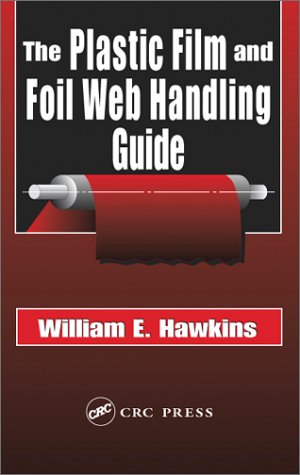 The Plastic Film and
Foil Web Handling
Guide
William E. Hawkins
CRC CRC PRESS